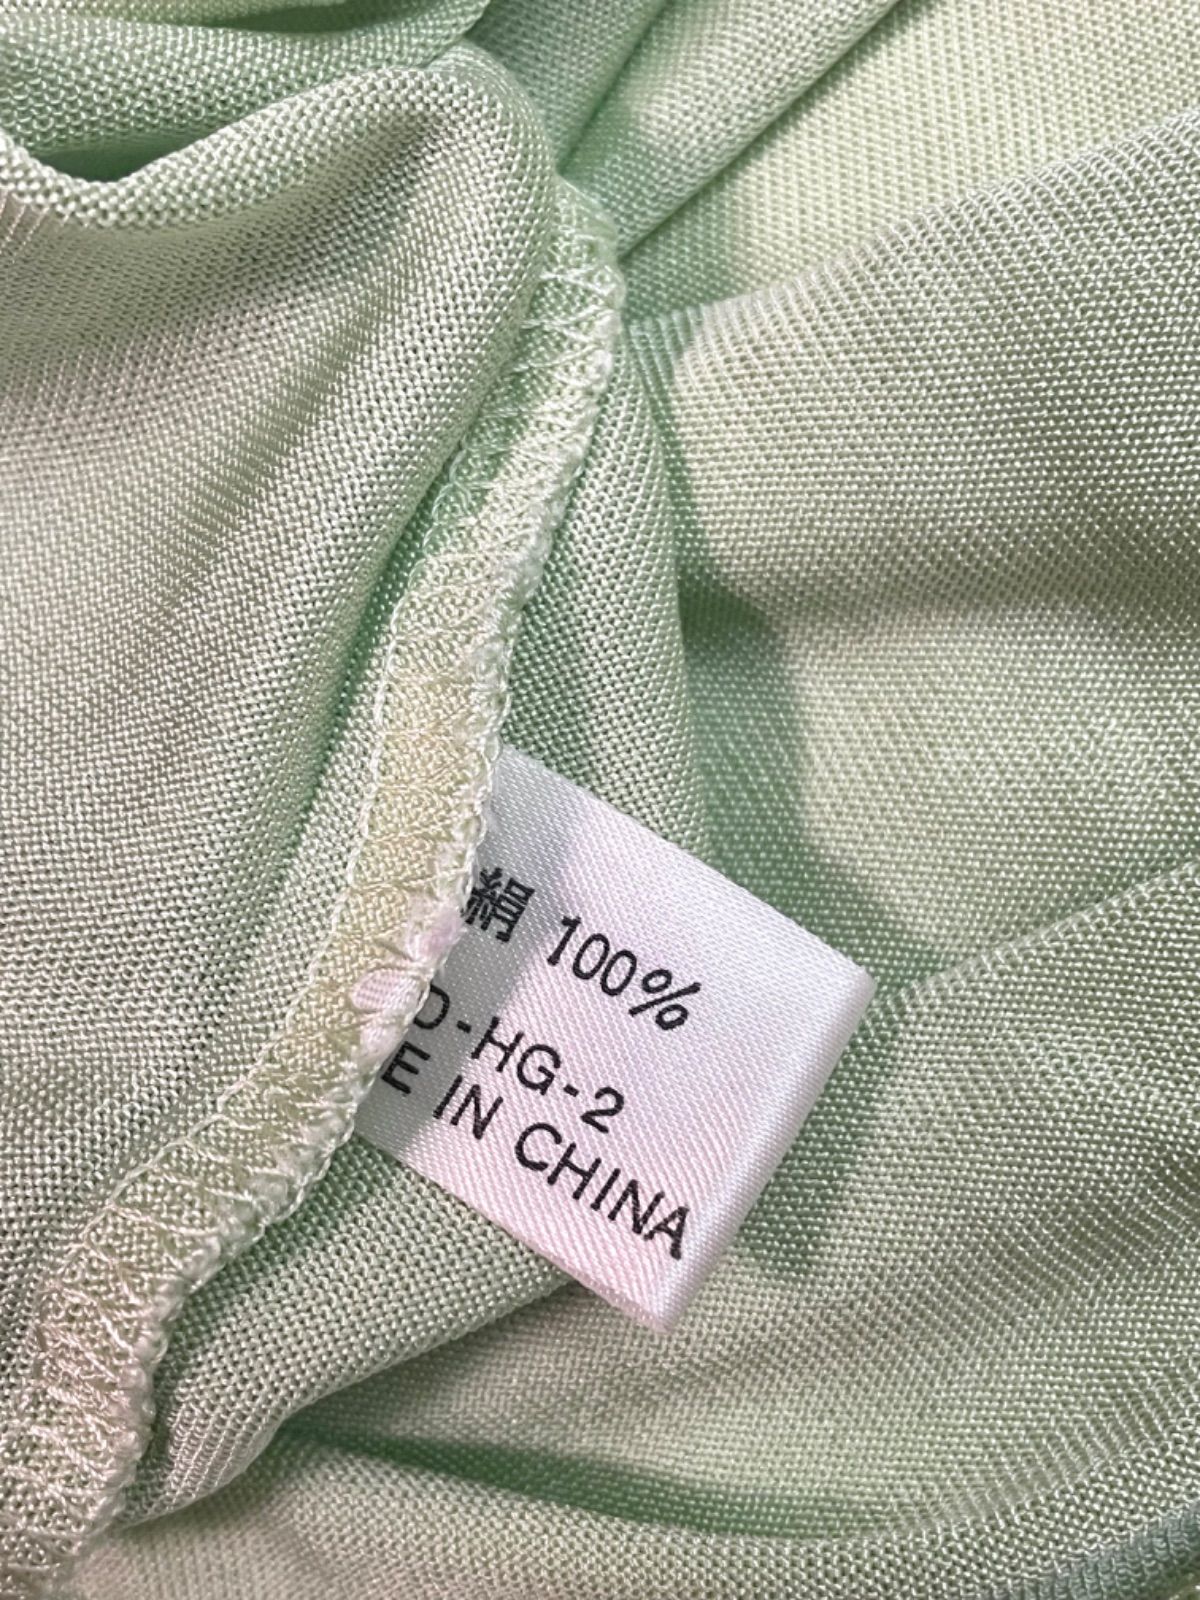 絹 100%
D-HG-2
E IN CHINA